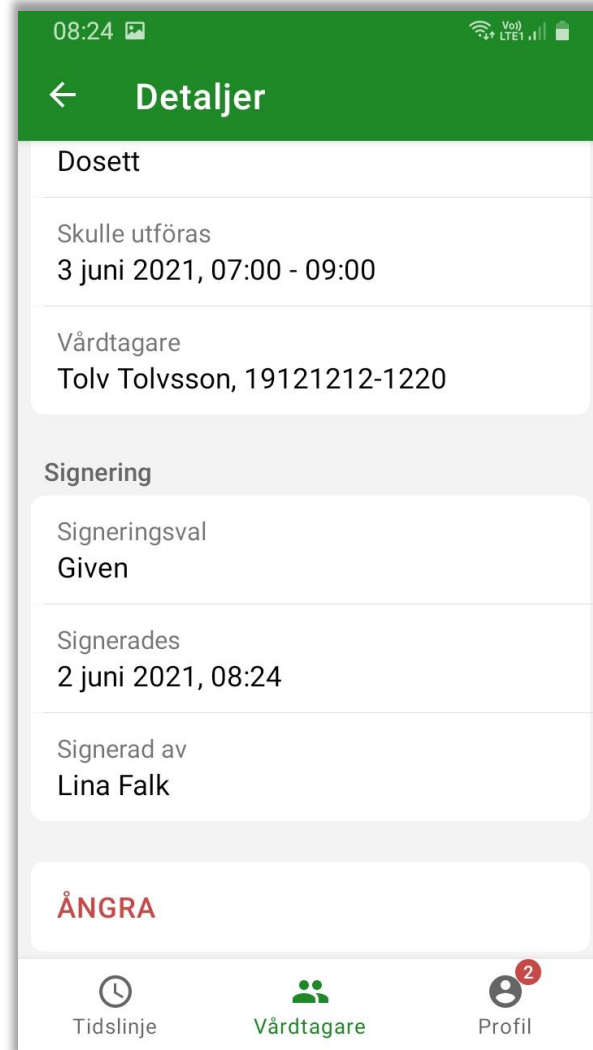 08:24
Vo))
LTE1
Detaljer
Dosett
Skulle utföras
3 juni 2021, 07:00 - 09:00
Vårdtagare
Tolv Tolvsson, 19121212-1220
Signering
Signeringsval
Given
Signerades
2 juni 2021, 08:24
Signerad av
Lina Falk
ÅNGRA
2
Tidslinje Vårdtagare Profil